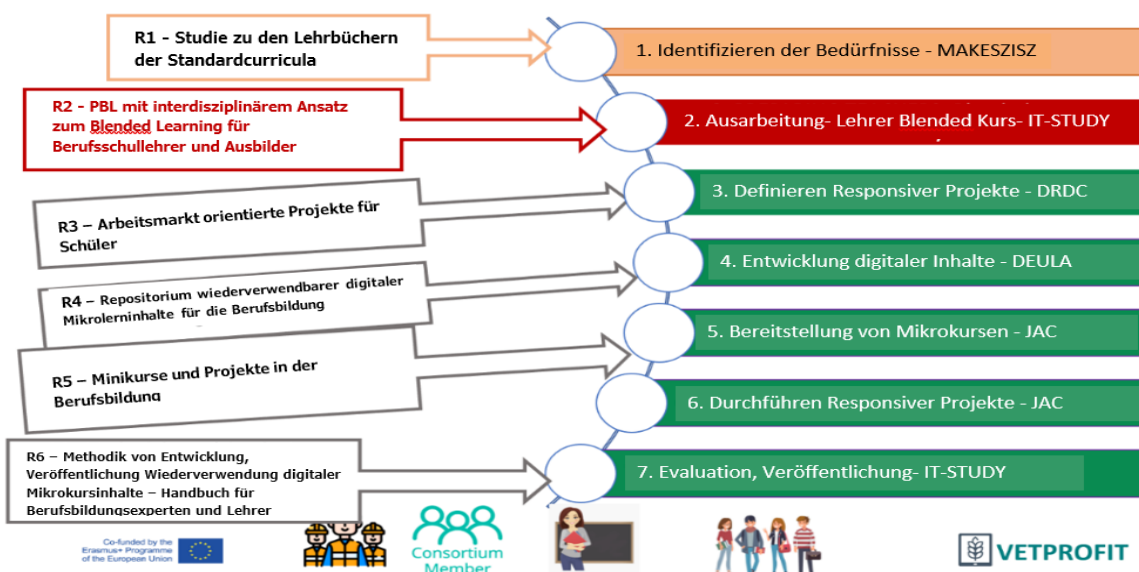 R1 - Studie zu den Lehrbüchern
der Standardcurricula
1. Identifizieren der Bedürfnisse - MAKESZISZ
R2 - PBL mit interdisziplinärem Ansatz
zum Blended Learning für
Berufsschullehrer und Ausbilder
2. Ausarbeitung- Lehrer Blended Kurs- IT-STUDY
R3 – Arbeitsmarkt orientierte Projekte für
Schüler
3. Definieren Responsiver Projekte - DRDC
R4 – Repositorium wiederverwendbarer digitaler
Mikrolerninhalte für die Berufsbildung
4. Entwicklung digitaler Inhalte - DEULA
R5 – Minikurse und Projekte in der
Berufsbildung
5. Bereitstellung von Mikrokursen - JAC
6. Durchführen Responsiver Projekte - JAC
R6 – Methodik von Entwicklung,
Veröffentlichung Wiederverwendung digitaler
Mikrokursinhalte – Handbuch für
Berufsbildungsexperten und Lehrer
7. Evaluation, Veröffentlichung- IT-STUDY
Co-funded by the
Erasmus+ Programme
of the European Union
Consortium
Member
VETPROFIT